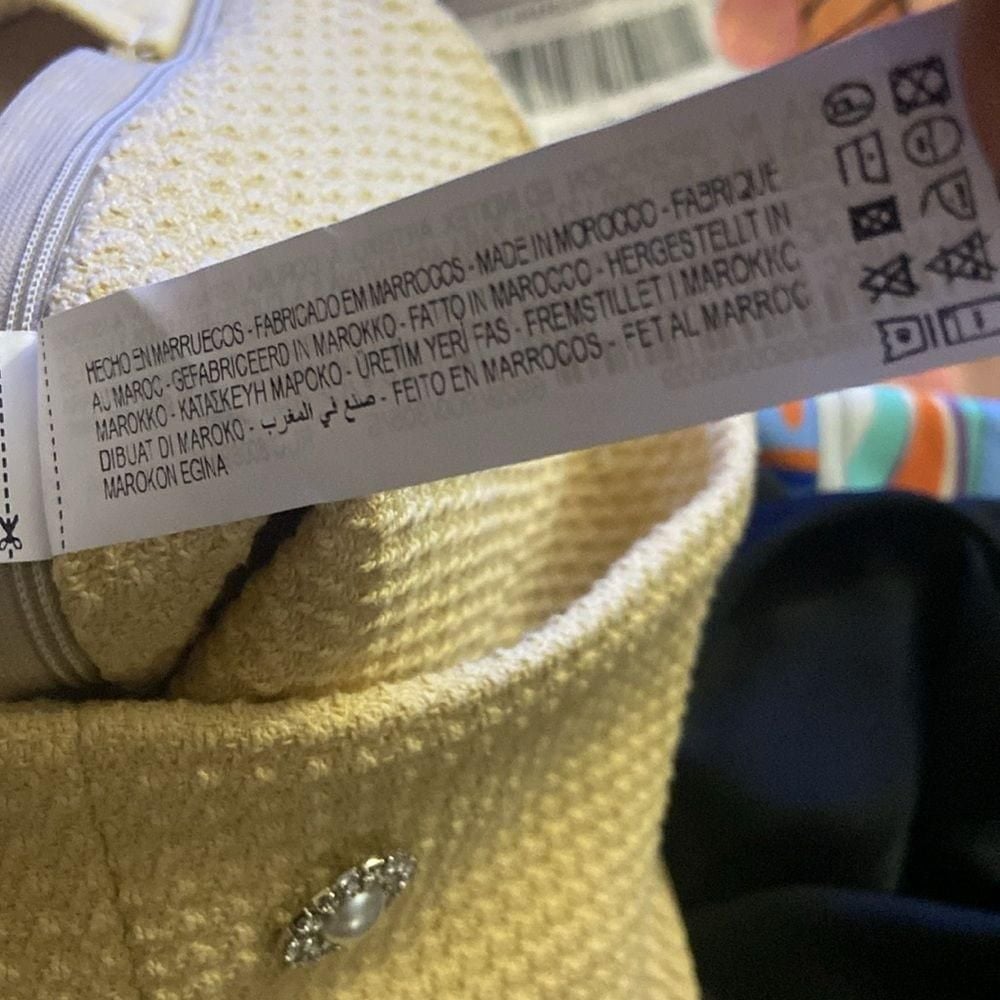 HECHO EN MARRUECOS - FABRICADO EM MARROCOS - MADE IN MOROCCO - FABRIQUÉ
AU MAROC - GEFABRICEERD IN MAROKKO - FATTO IN MAROCCO - HERGESTELLT IN
MAROKKO - ΚΑΤΑΣΚΕΥΗ ΜΑΡΟΚΟ - ÜRETİM YERİ FAS - FREMSTILLET I MAROKKO
DIBUAT DI MAROKO - صنع في المغرب - FEITO EN MARROCOS - FET AL MARROC
MAROKON EGINA